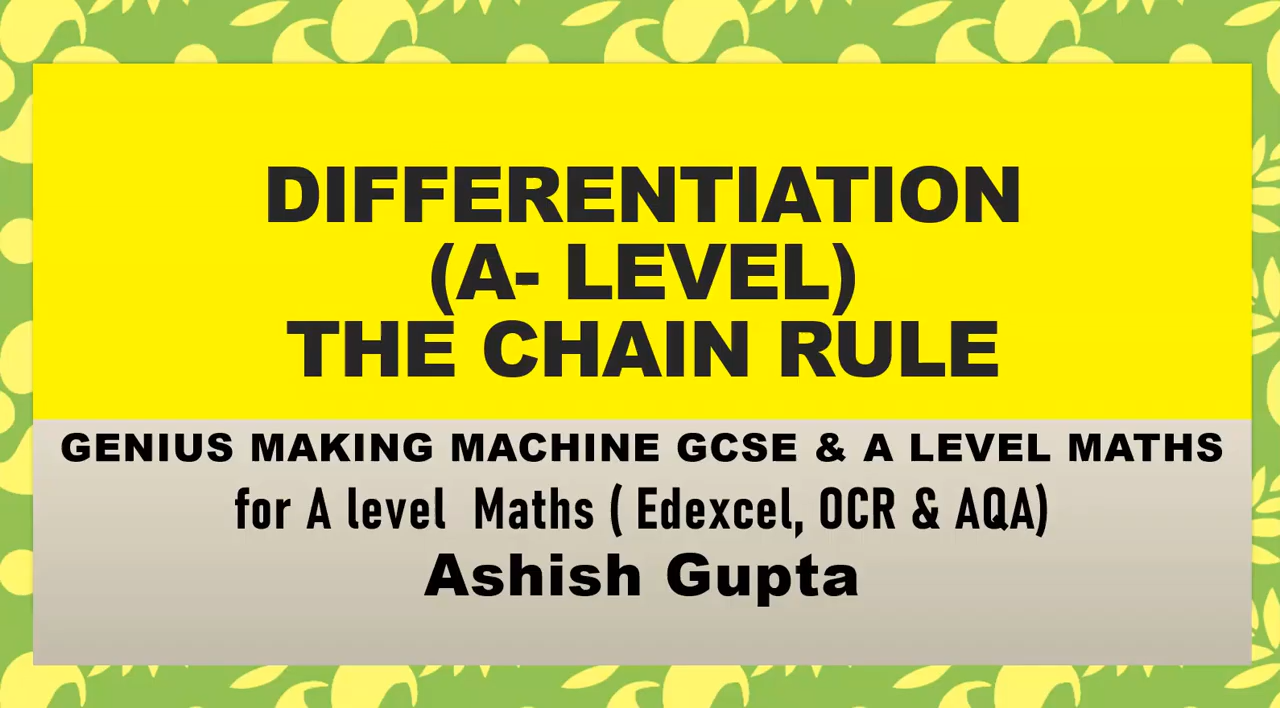 DIFFERENTIATION
(A- LEVEL)
THE CHAIN RULE
GENIUS MAKING MACHINE GCSE & A LEVEL MATHS
for A level Maths ( Edexcel, OCR & AQA)
Ashish Gupta